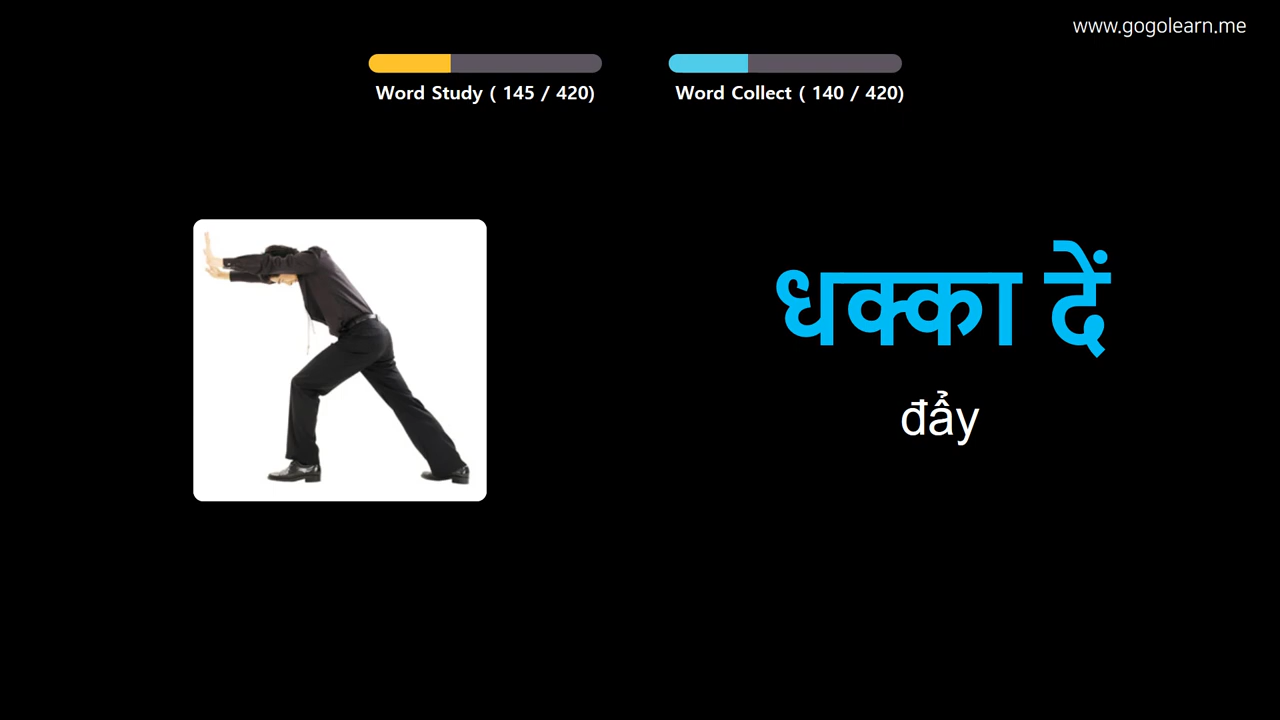 www.gogolearn.me
Word Study ( 145 / 420)
Word Collect ( 140 / 420)
धक्का दें
đẩy